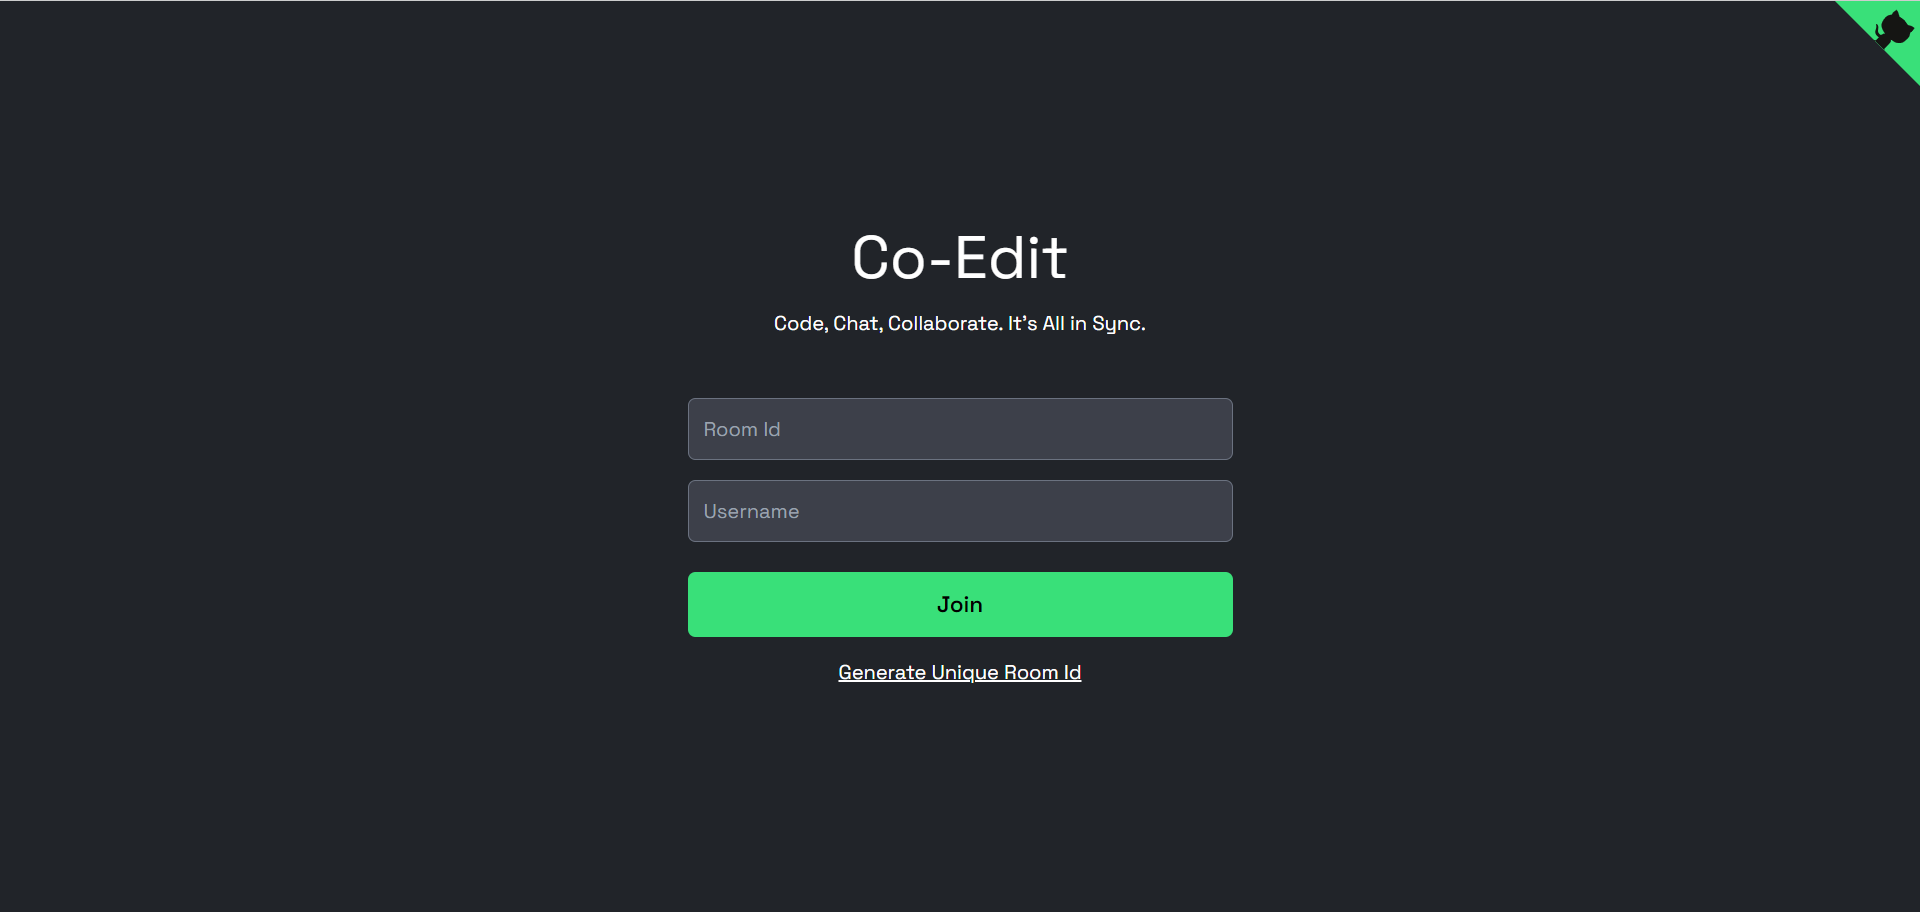 Co-Edit
Code, Chat, Collaborate. It's All in Sync.
Room Id
Username
Join
Generate Unique Room Id